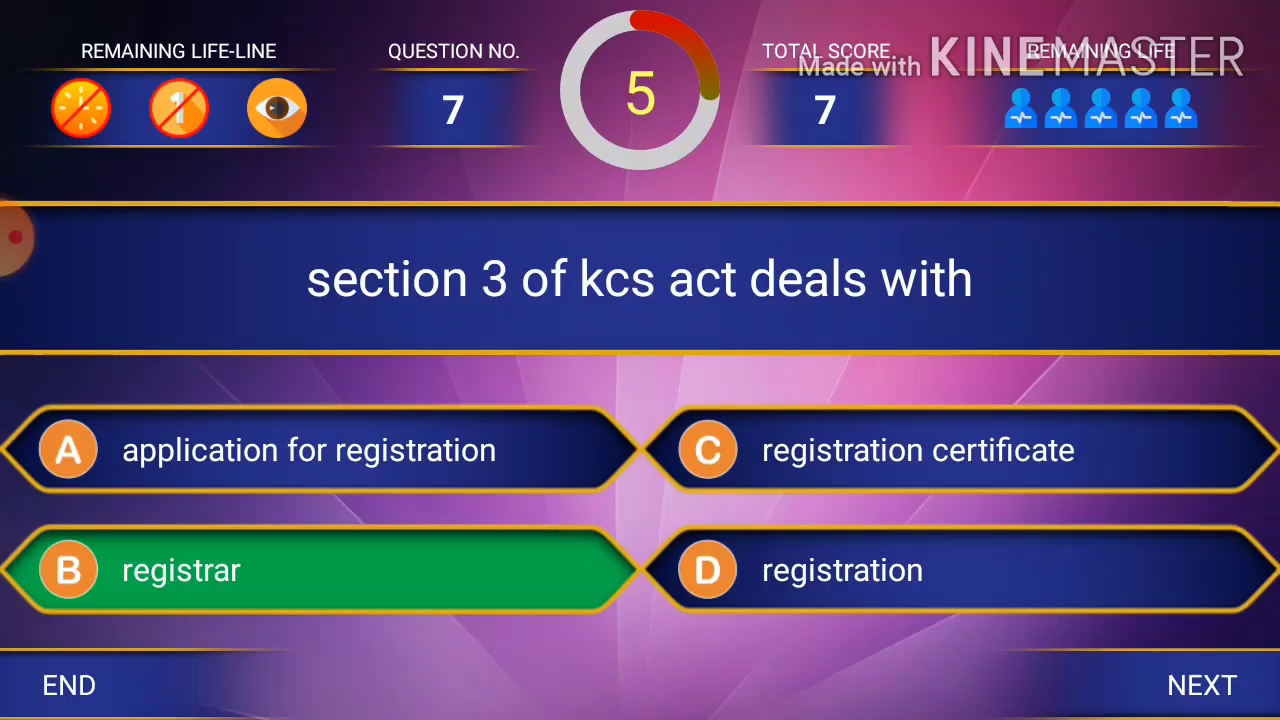 REMAINING LIFE-LINE
QUESTION NO.
5
TOTAL SCORE
REMAINING LIFE
Made with KINEMASTER
1
7
7
section 3 of kcs act deals with
A application for registration
C registration certificate
B registrar
D registration
END
NEXT